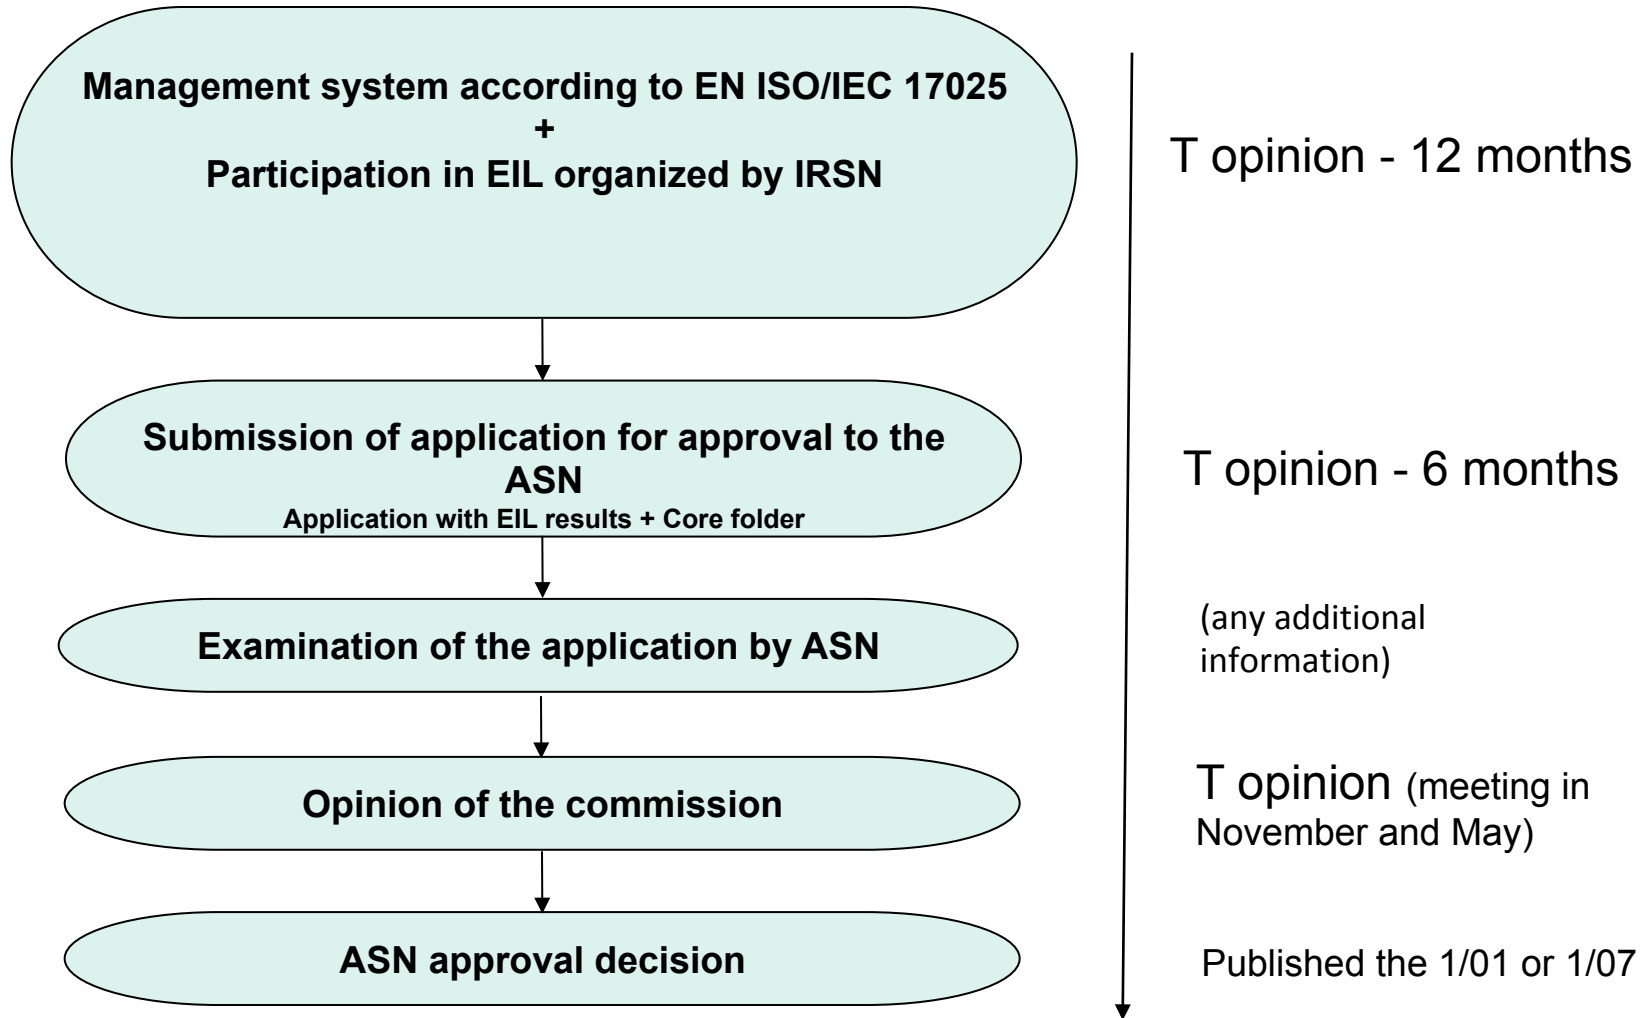 Management system according to EN ISO/IEC 17025
+
Participation in EIL organized by IRSN
T opinion - 12 months
Submission of application for approval to the
ASN
Application with EIL results + Core folder
T opinion - 6 months
Examination of the application by ASN
(any additional
information)
Opinion of the commission
T opinion (meeting in
November and May)
ASN approval decision
Published the 1/01 or 1/07